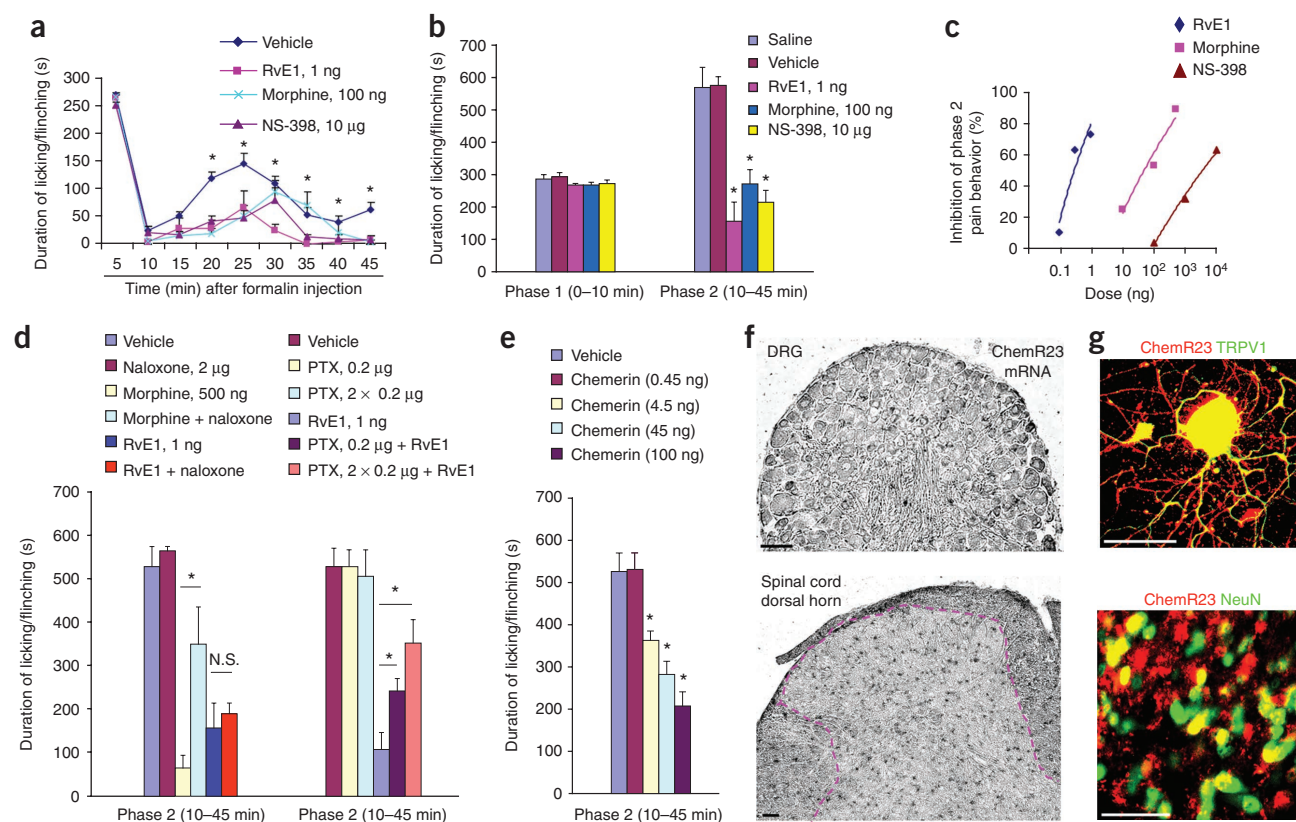 a
Vehicle
RvE1, 1 ng
Morphine, 100 ng
NS-398, 10 µg
Duration of licking/flinching (s)
300
250
200
150
100
50
0
* * * * * *
5 10 15 20 25 30 35 40 45
Time (min) after formalin injection
b
Saline
Vehicle
RvE1, 1 ng
Morphine, 100 ng
NS-398, 10 µg
Duration of licking/flinching (s)
700
600
500
400
300
200
100
0
* * *
Phase 1 (0–10 min) Phase 2 (10–45 min)
c
RvE1
Morphine
NS-398
Inhibition of phase 2
pain behavior (%)
100
80
60
40
20
0
0.1 1 10 10² 10³ 10⁴
Dose (ng)
d
Vehicle
Naloxone, 2 µg
Morphine, 500 ng
Morphine + naloxone
RvE1, 1 ng
RvE1 + naloxone
Vehicle
PTX, 0.2 µg
PTX, 2× 0.2 µg
RvE1, 1 ng
PTX, 0.2 µg + RvE1
PTX, 2× 0.2 µg + RvE1
Duration of licking/flinching (s)
700
600
500
400
300
200
100
0
*
N.S.
*
*
Phase 2 (10–45 min) Phase 2 (10–45 min)
e
Vehicle
Chemerin (0.45 ng)
Chemerin (4.5 ng)
Chemerin (45 ng)
Chemerin (100 ng)
Duration of licking/flinching (s)
700
600
500
400
300
200
100
0
* * *
Phase 2 (10–45 min)
f
DRG
ChemR23
mRNA
Spinal cord
dorsal horn
g
ChemR23 TRPV1
ChemR23 NeuN